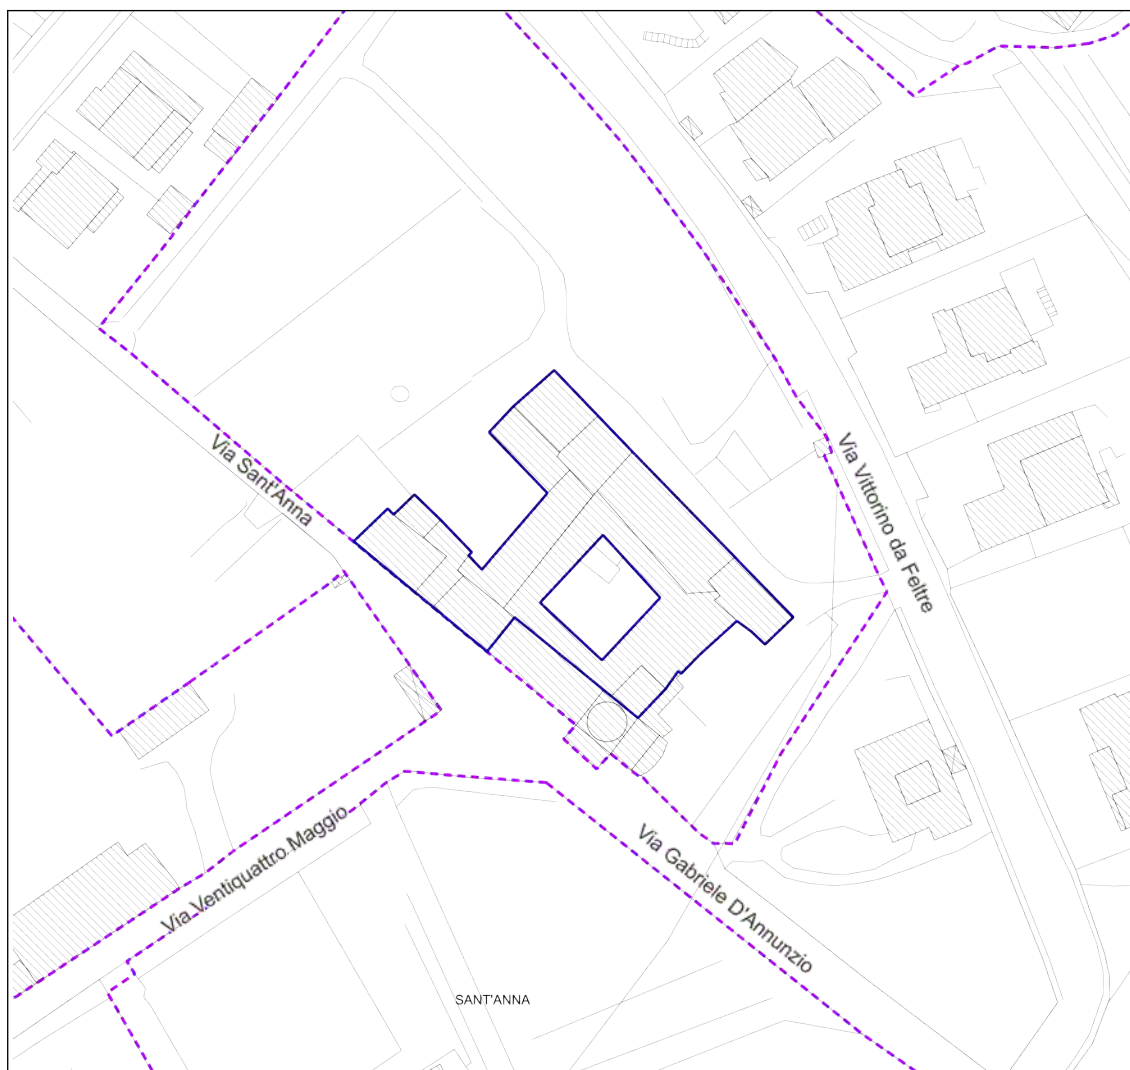 Via Sant'Anna
Via Vittorino da Feltre
Via Ventiquattro Maggio
Via Gabriele D'Annunzio
SANT'ANNA